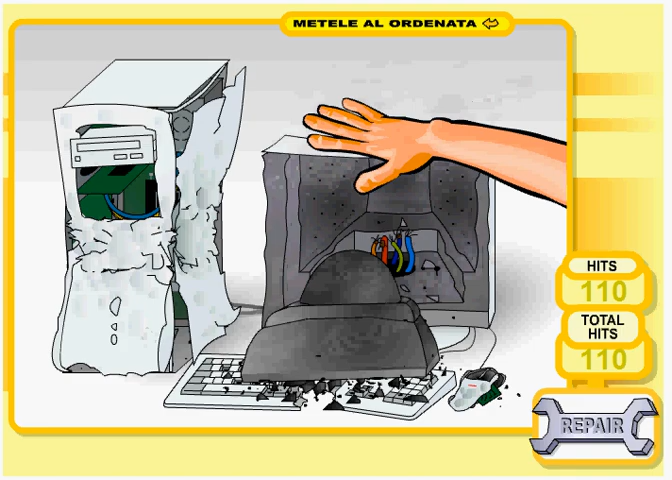 METELE AL ORDENATA
HITS
110
TOTAL
HITS
110
REPAIR